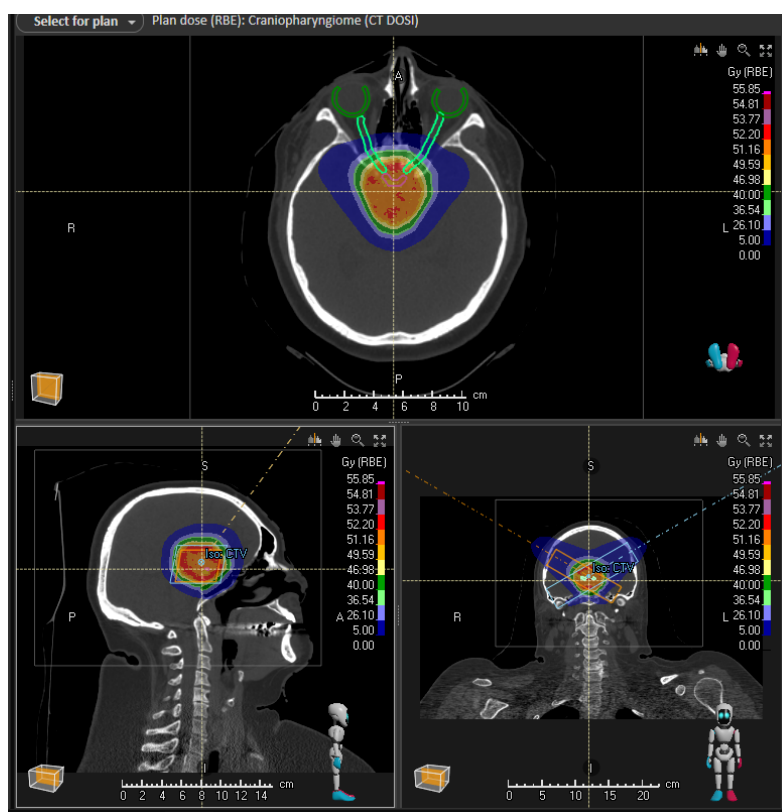 Select for plan Plan dose (RBE): Craniopharyngiome (CT DOSI)
A
R
L
P
Gy (RBE)
55.85
54.81
53.77
52.20
51.16
49.59
46.98
40.00
36.54
26.10
5.00
0.00
0 2 4 6 8 10 cm
S
P
A
I
Iso: CTV
Gy (RBE)
55.85
54.81
53.77
52.20
51.16
49.59
46.98
40.00
36.54
26.10
5.00
0.00
0 2 4 6 8 10 12 14 cm
S
R
L
I
Iso: CTV
Gy (RBE)
55.85
54.81
53.77
52.20
51.16
49.59
46.98
40.00
36.54
26.10
5.00
0.00
0 5 10 15 20 cm